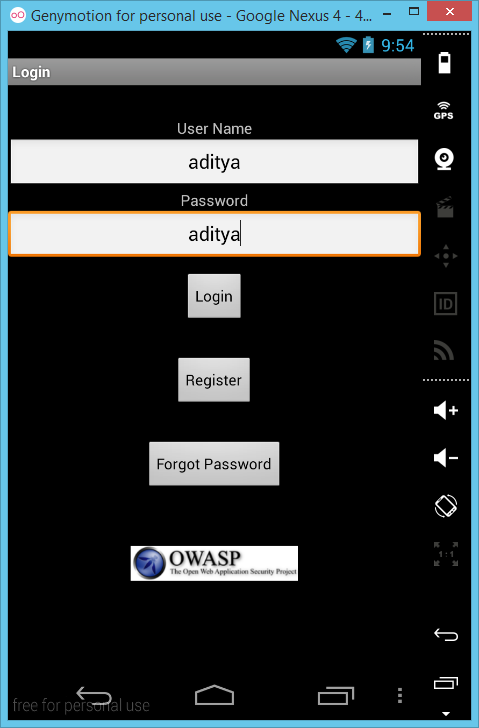 Genymotion for personal use - Google Nexus 4 - 4...
9:54
Login
GPS
User Name
aditya
Password
aditya
Login
ID
Register
Forgot Password
OWASP
The Open Web Application Security Project
1:1
free for personal use